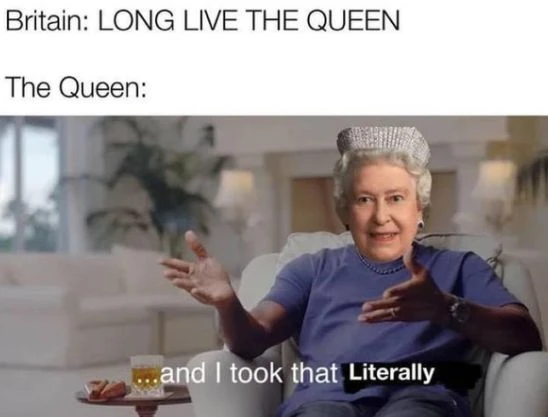 Britain: LONG LIVE THE QUEEN
The Queen:
...and I took that Literally